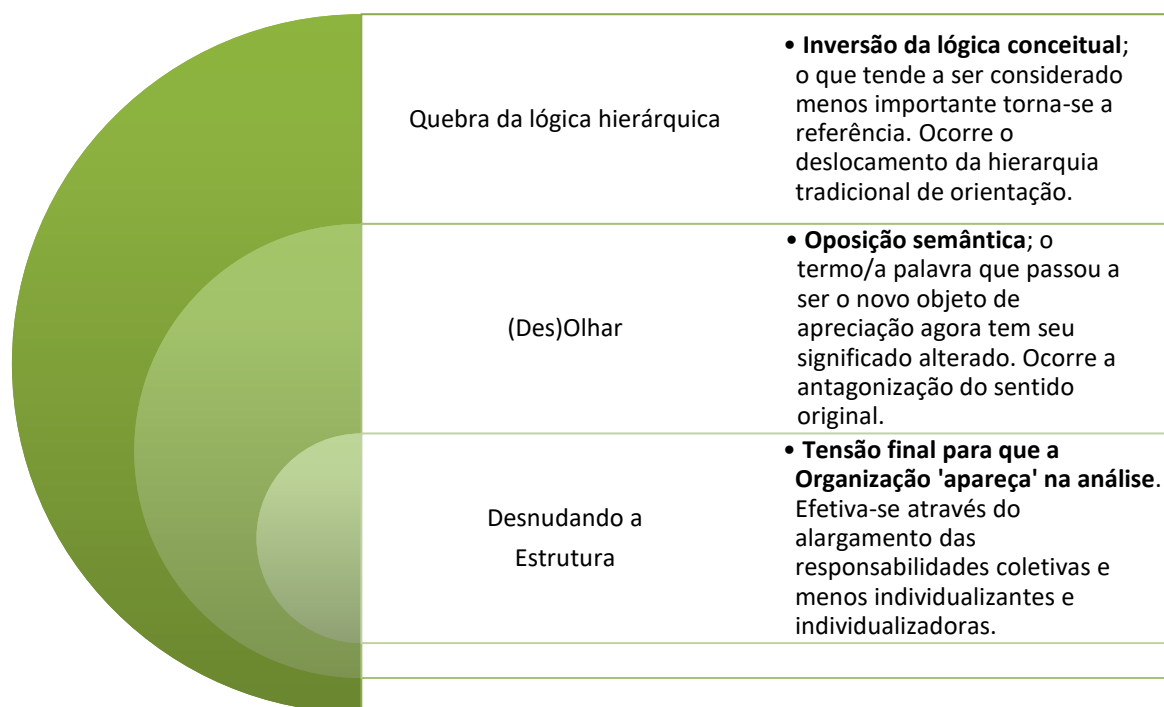 Quebra da lógica hierárquica
• Inversão da lógica conceitual;
o que tende a ser considerado
menos importante torna-se a
referência. Ocorre o
deslocamento da hierarquia
tradicional de orientação.
(Des)Olhar
• Oposição semântica; o
termo/a palavra que passou a
ser o novo objeto de
apreciação agora tem seu
significado alterado. Ocorre a
antagonização do sentido
original.
Desnudando a
Estrutura
• Tensão final para que a
Organização 'apareça' na análise.
Efetiva-se através do
alargamento das
responsabilidades coletivas e
menos individualizantes e
individualizadoras.